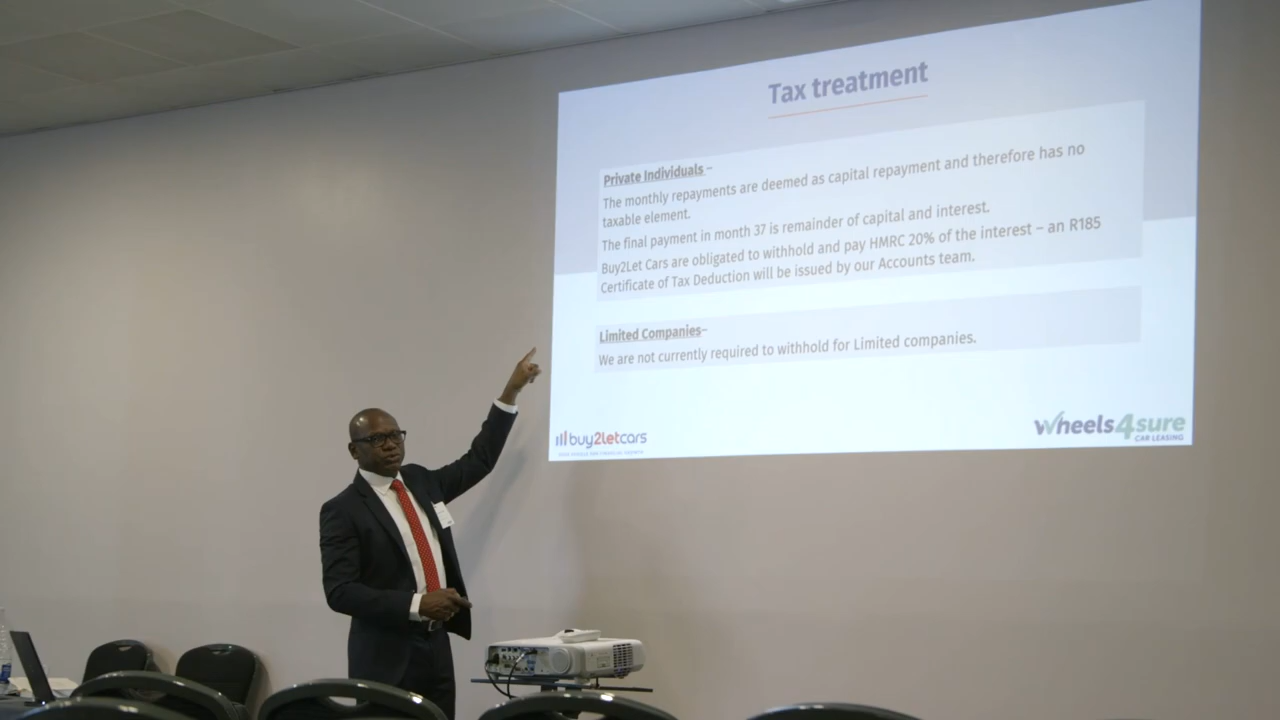 Tax treatment
Private Individuals –
The monthly repayments are deemed as capital repayment and therefore has no
taxable element.
The final payment in month 37 is remainder of capital and interest.
Buy2Let Cars are obligated to withhold and pay HMRC 20% of the interest – an R185
Certificate of Tax Deduction will be issued by our Accounts team.
Limited Companies–
We are not currently required to withhold for Limited companies.
buy2letcars
wheels4sure
CAR LEASING